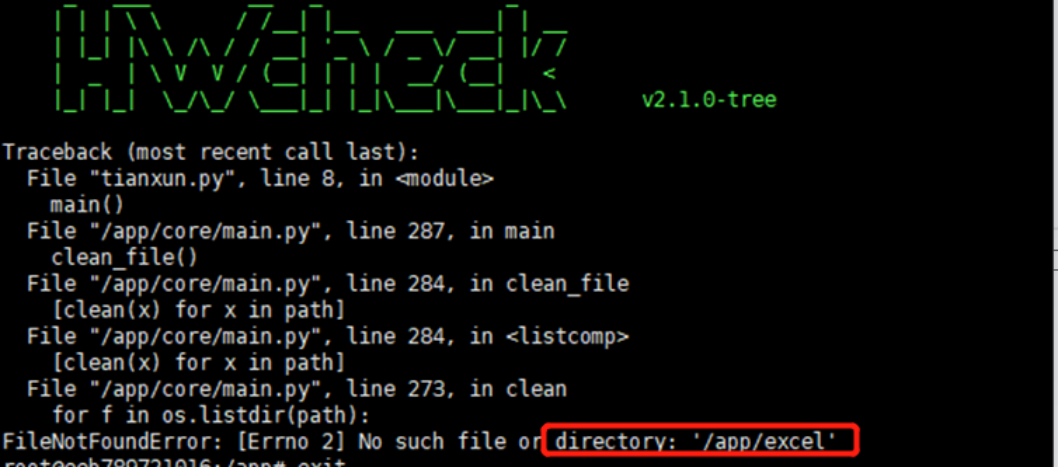 HWcheck
v2.1.0-tree
Traceback (most recent call last):
  File "tianxun.py", line 8, in <module>
    main()
  File "/app/core/main.py", line 287, in main
    clean_file()
  File "/app/core/main.py", line 284, in clean_file
    [clean(x) for x in path]
  File "/app/core/main.py", line 284, in <listcomp>
    [clean(x) for x in path]
  File "/app/core/main.py", line 273, in clean
    for f in os.listdir(path):
FileNotFoundError: [Errno 2] No such file or directory: '/app/excel'
exit